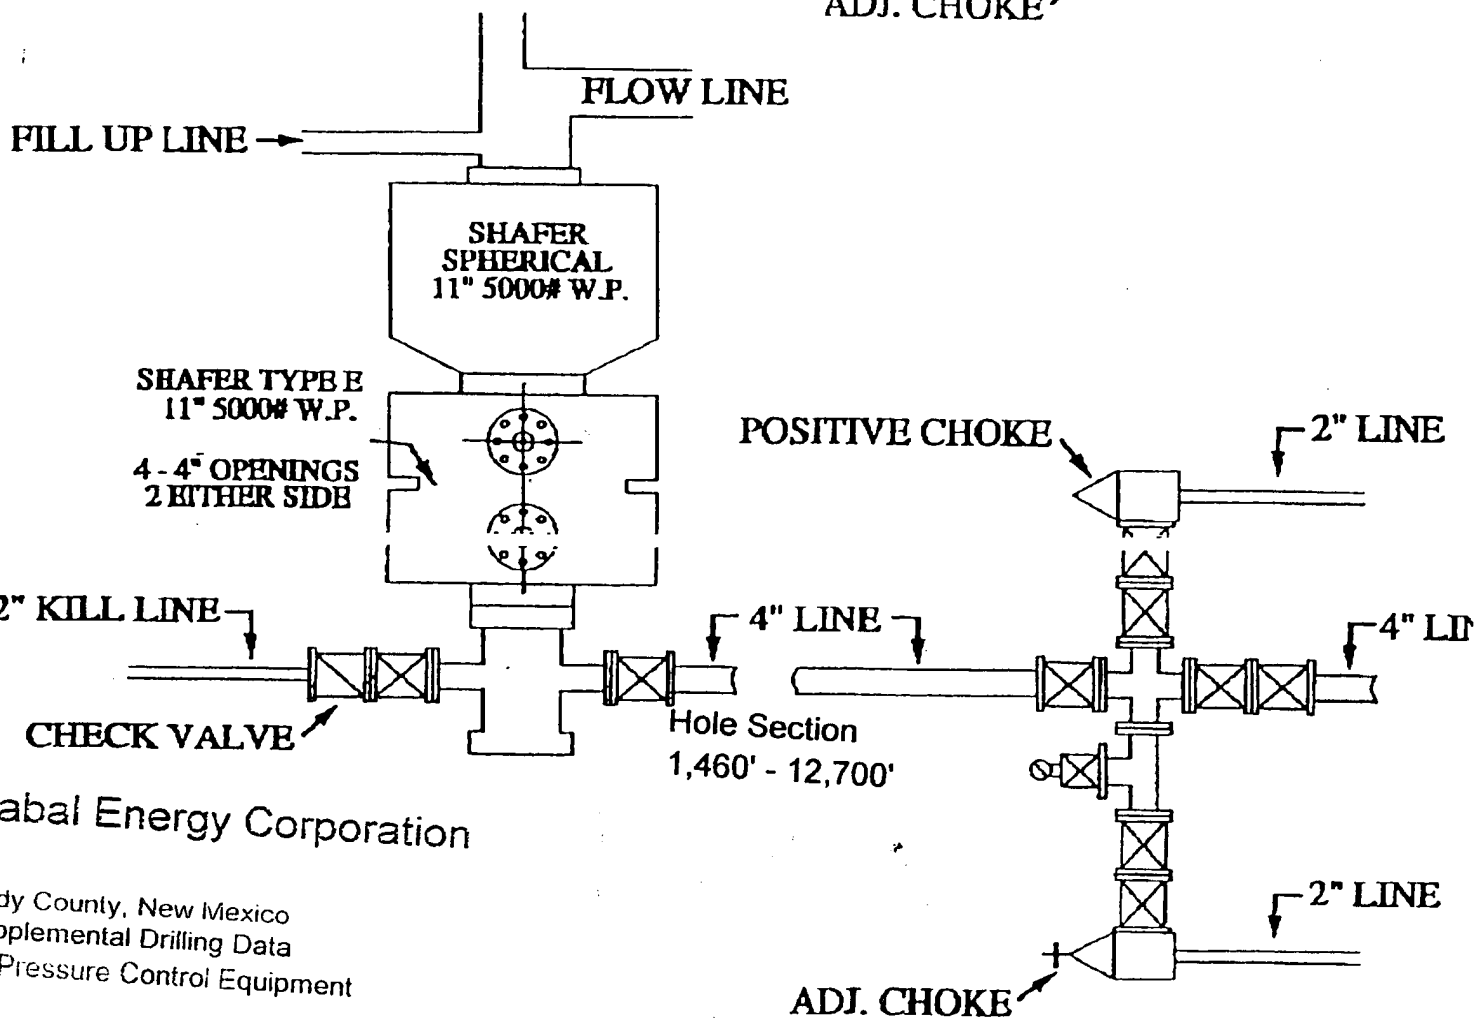 ADJ. CHOKE
FLOW LINE
FILL UP LINE
SHAFER
SPHERICAL
11" 5000# W.P.
SHAFER TYPE E
11" 5000# W.P.
4 - 4" OPENINGS
2 EITHER SIDE
POSITIVE CHOKE
2" LINE
2" KILL LINE
4" LINE
4" LIN
CHECK VALVE
Hole Section
1,460' - 12,700'
abal Energy Corporation
dy County, New Mexico
pplemental Drilling Data
Pressure Control Equipment
2" LINE
ADJ. CHOKE